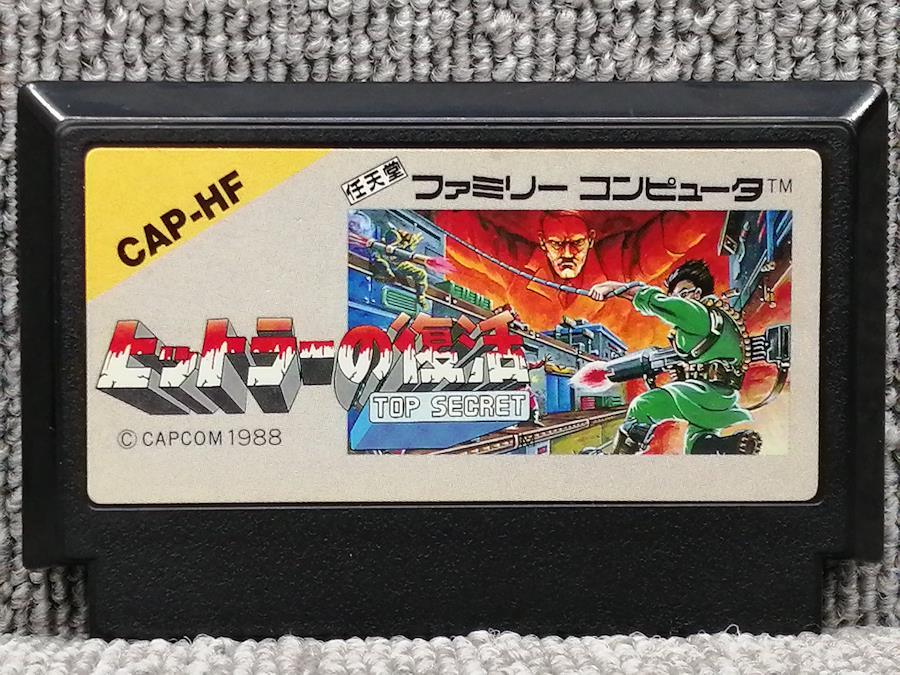 CAP-HF
任天堂 ファミリー コンピュータ™
ヒットラーの復活
TOP SECRET
© CAPCOM 1988